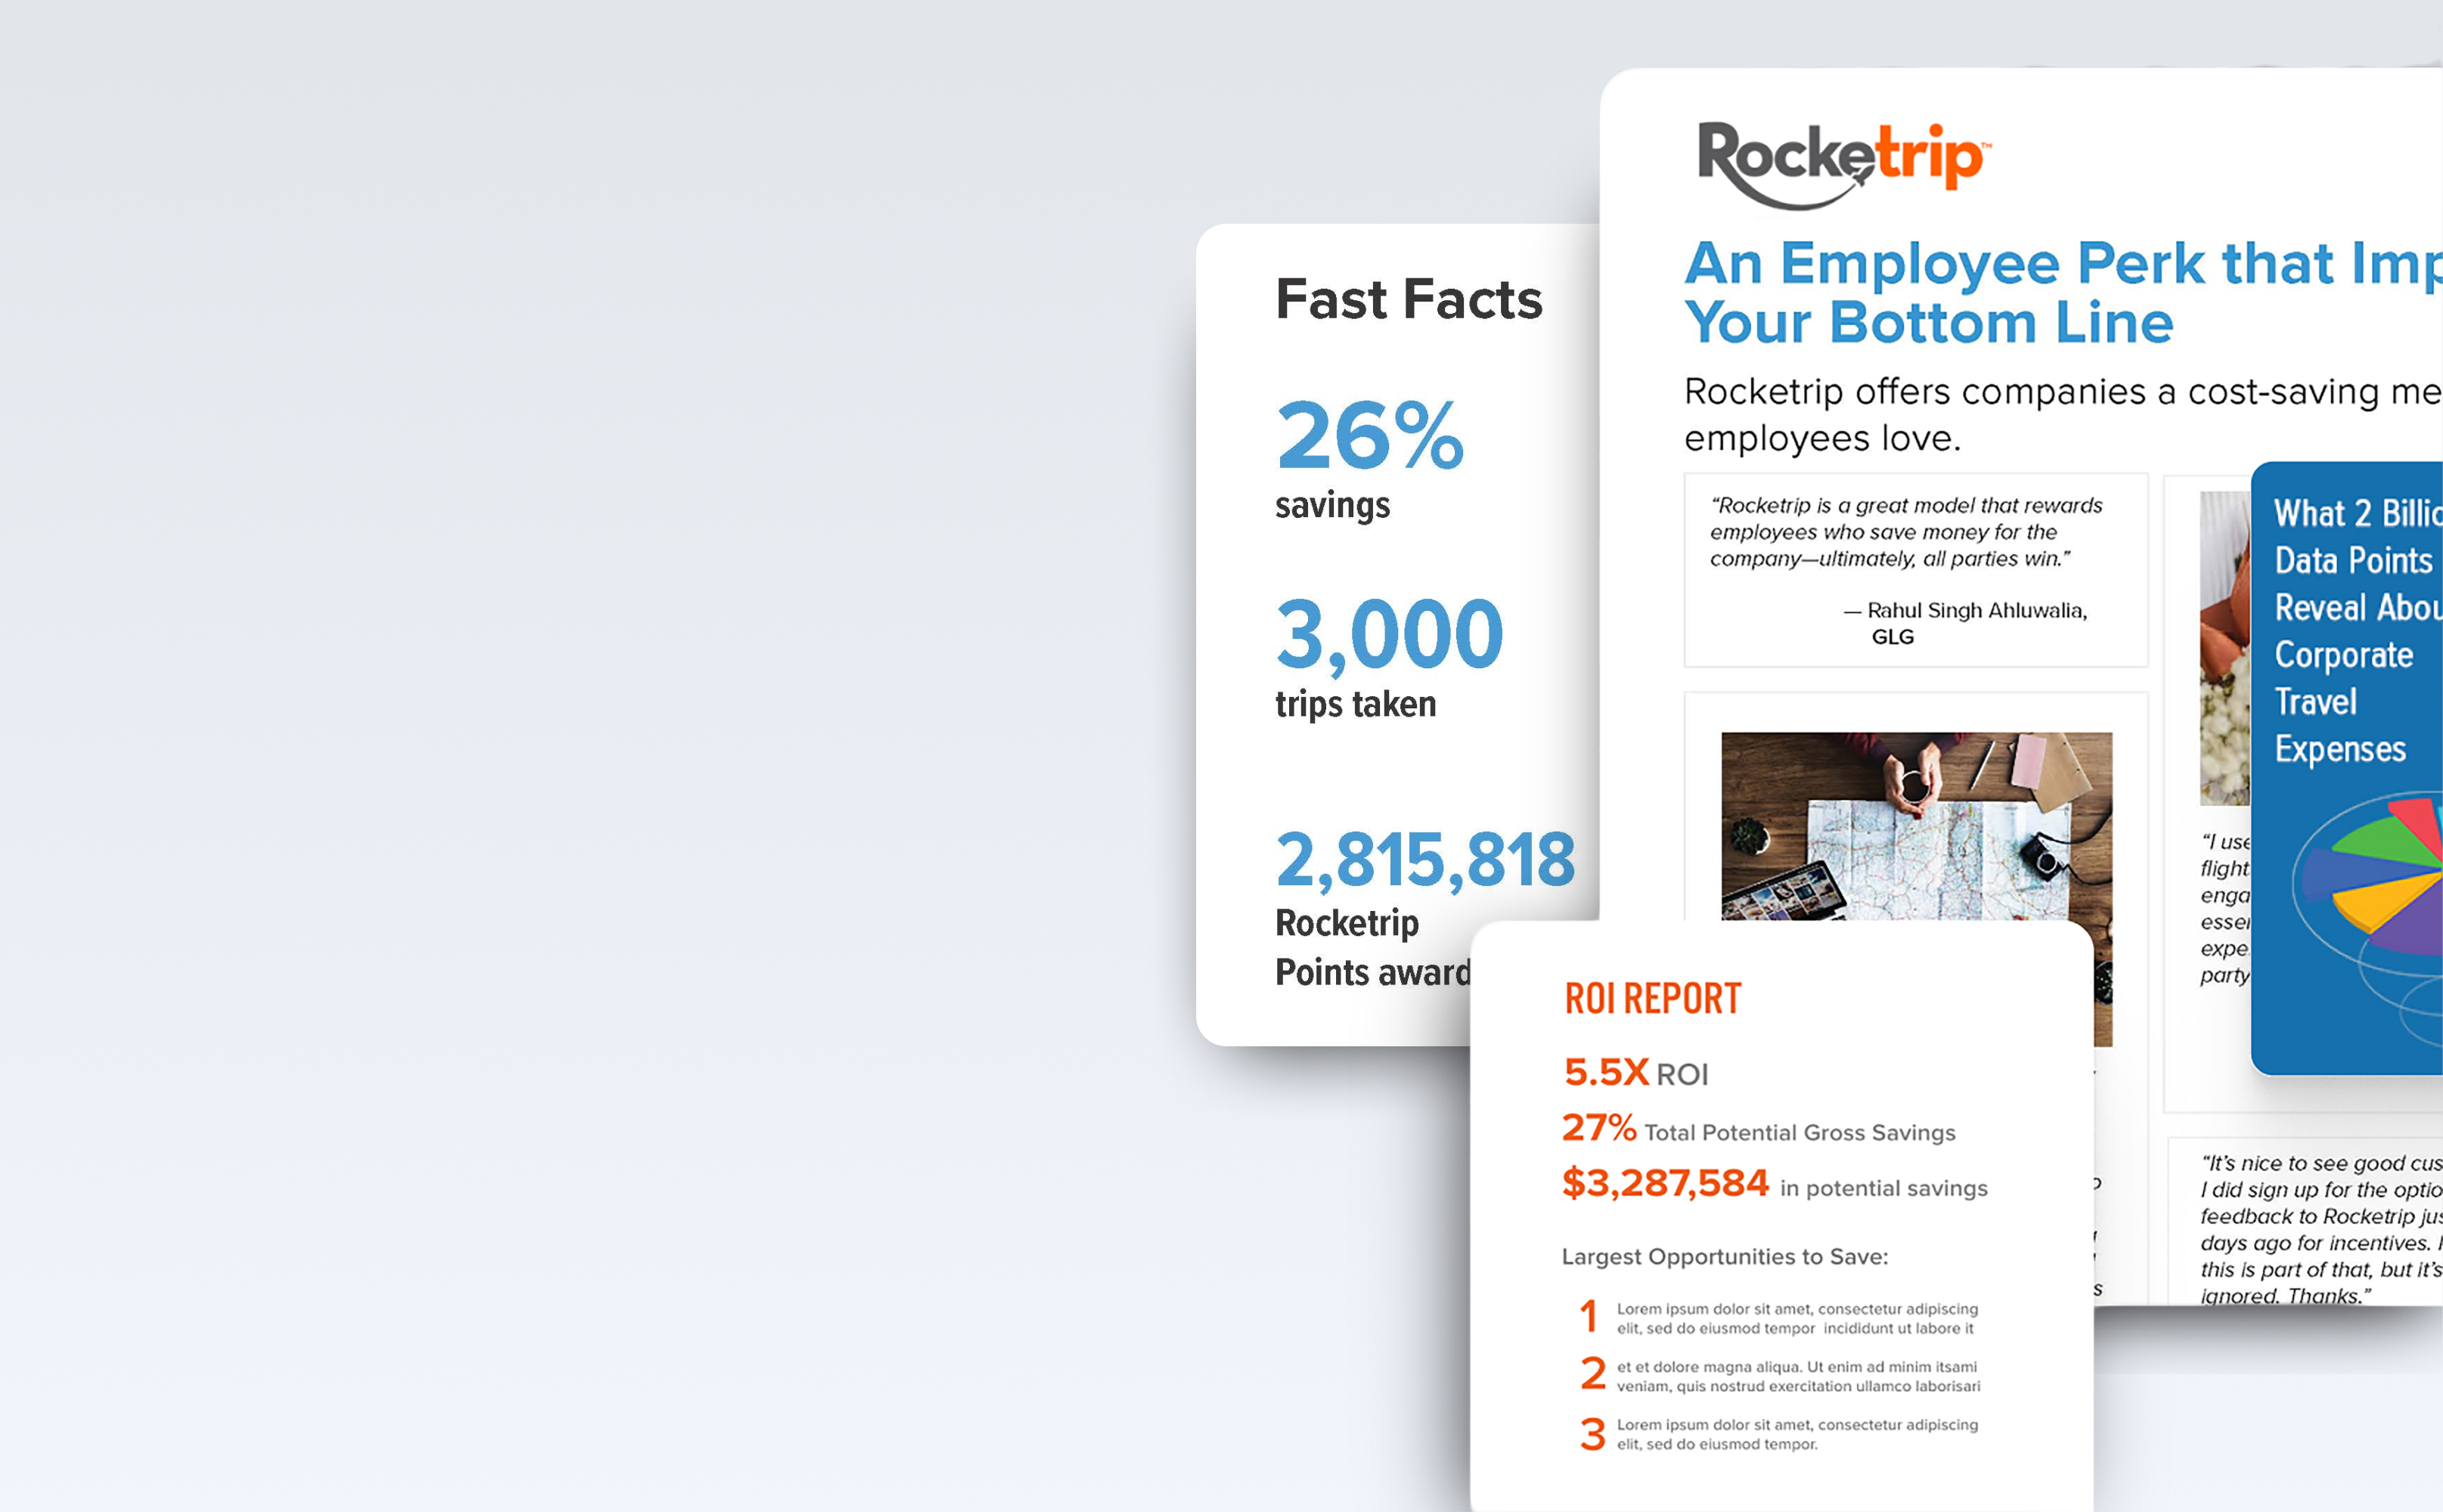 Fast Facts
26%
savings
3,000
trips taken
2,815,818
Rocketrip
Points award
Rocketrip™
An Employee Perk that Imp
Your Bottom Line
Rocketrip offers companies a cost-saving me
employees love.
“Rocketrip is a great model that rewards
employees who save money for the
company—ultimately, all parties win.”
— Rahul Singh Ahluwalia,
GLG
What 2 Billio
Data Points
Reveal Abou
Corporate
Travel
Expenses
“I use
flight
enga
esse
expe
party
“It’s nice to see good cus
I did sign up for the optio
feedback to Rocketrip jus
days ago for incentives.
this is part of that, but it’s
ignored. Thanks.”
ROI REPORT
5.5X ROI
27% Total Potential Gross Savings
$3,287,584 in potential savings
Largest Opportunities to Save:
1 Lorem ipsum dolor sit amet, consectetur adipiscing
elit, sed do eiusmod tempor incididunt ut labore it
2 et et dolore magna aliqua. Ut enim ad minim itsami
veniam, quis nostrud exercitation ullamco laborisari
3 Lorem ipsum dolor sit amet, consectetur adipiscing
elit, sed do eiusmod tempor.